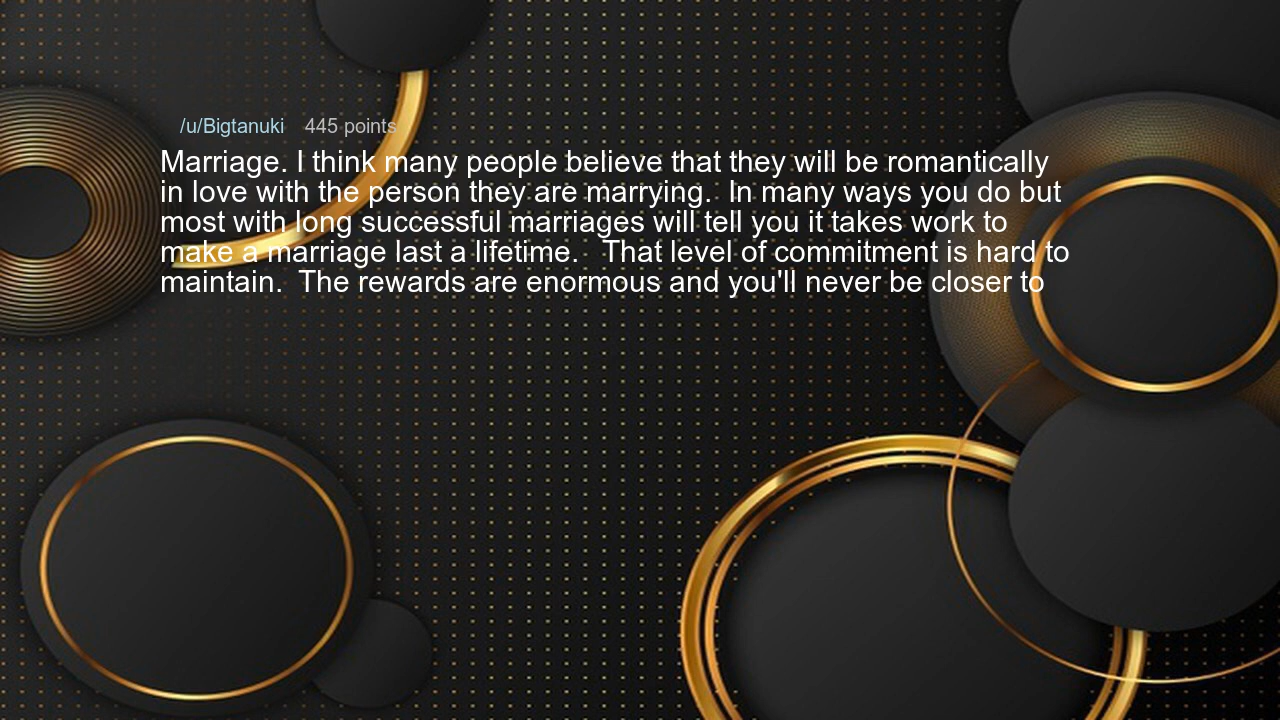 /u/Bigtanuki 445 points
Marriage. I think many people believe that they will be romantically
in love with the person they are marrying.  In many ways you do but
most with long successful marriages will tell you it takes work to
make a marriage last a lifetime.   That level of commitment is hard to
maintain.  The rewards are enormous and you'll never be closer to